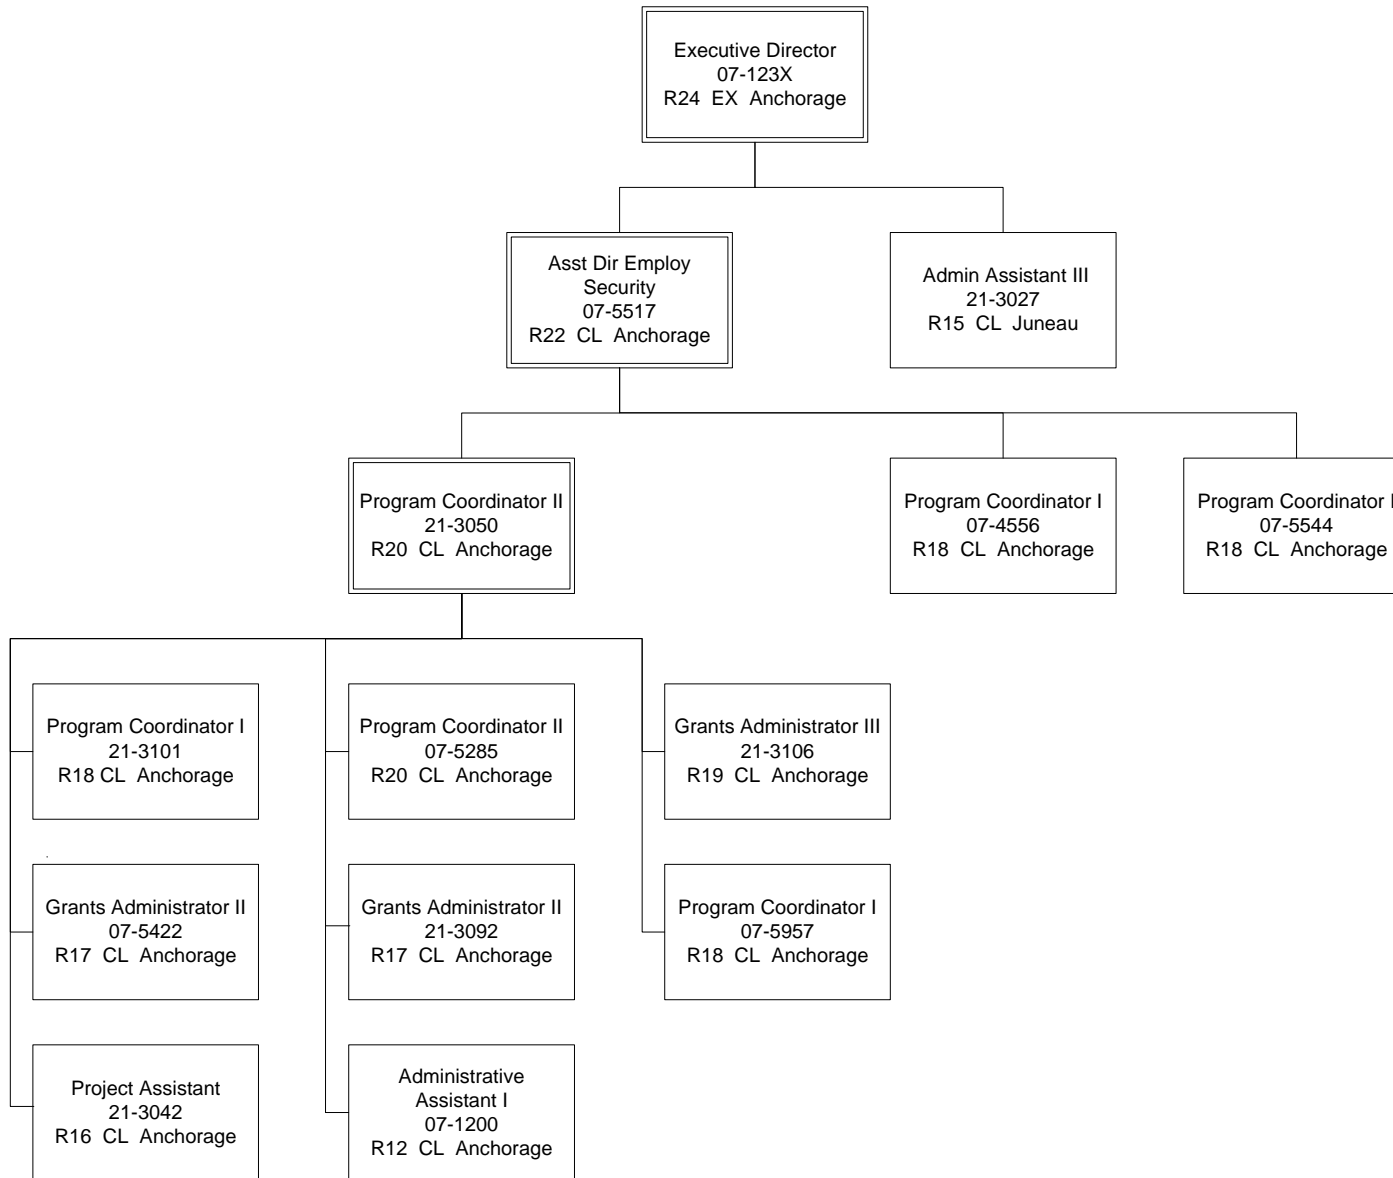 Executive Director
07-123X
R24 EX Anchorage
Asst Dir Employ
Security
07-5517
R22 CL Anchorage
Admin Assistant III
21-3027
R15 CL Juneau
Program Coordinator II
21-3050
R20 CL Anchorage
Program Coordinator I
07-4556
R18 CL Anchorage
Program Coordinator I
07-5544
R18 CL Anchorage
Program Coordinator I
21-3101
R18 CL Anchorage
Program Coordinator II
07-5285
R20 CL Anchorage
Grants Administrator III
21-3106
R19 CL Anchorage
Grants Administrator II
07-5422
R17 CL Anchorage
Grants Administrator II
21-3092
R17 CL Anchorage
Program Coordinator I
07-5957
R18 CL Anchorage
Project Assistant
21-3042
R16 CL Anchorage
Administrative
Assistant I
07-1200
R12 CL Anchorage